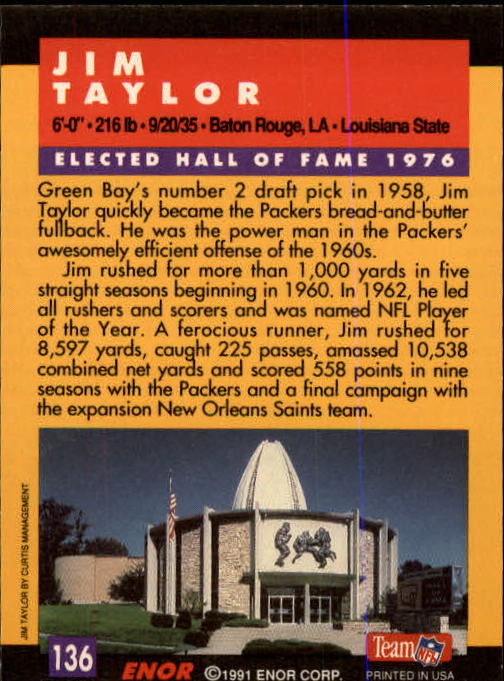 JIM
TAYLOR
6'-0" • 216 lb • 9/20/35 • Baton Rouge, LA • Louisiana State
ELECTED HALL OF FAME 1976
Green Bay's number 2 draft pick in 1958, Jim
Taylor quickly became the Packers bread-and-butter
fullback. He was the power man in the Packers'
awesomely efficient offense of the 1960s.
Jim rushed for more than 1,000 yards in five
straight seasons beginning in 1960. In 1962, he led
all rushers and scorers and was named NFL Player
of the Year. A ferocious runner, Jim rushed for
8,597 yards, caught 225 passes, amassed 10,538
combined net yards and scored 558 points in nine
seasons with the Packers and a final campaign with
the expansion New Orleans Saints team.
JIM TAYLOR BY CURTIS MANAGEMENT
136
ENOR
©1991 ENOR CORP.
Team NFL
PRINTED IN USA